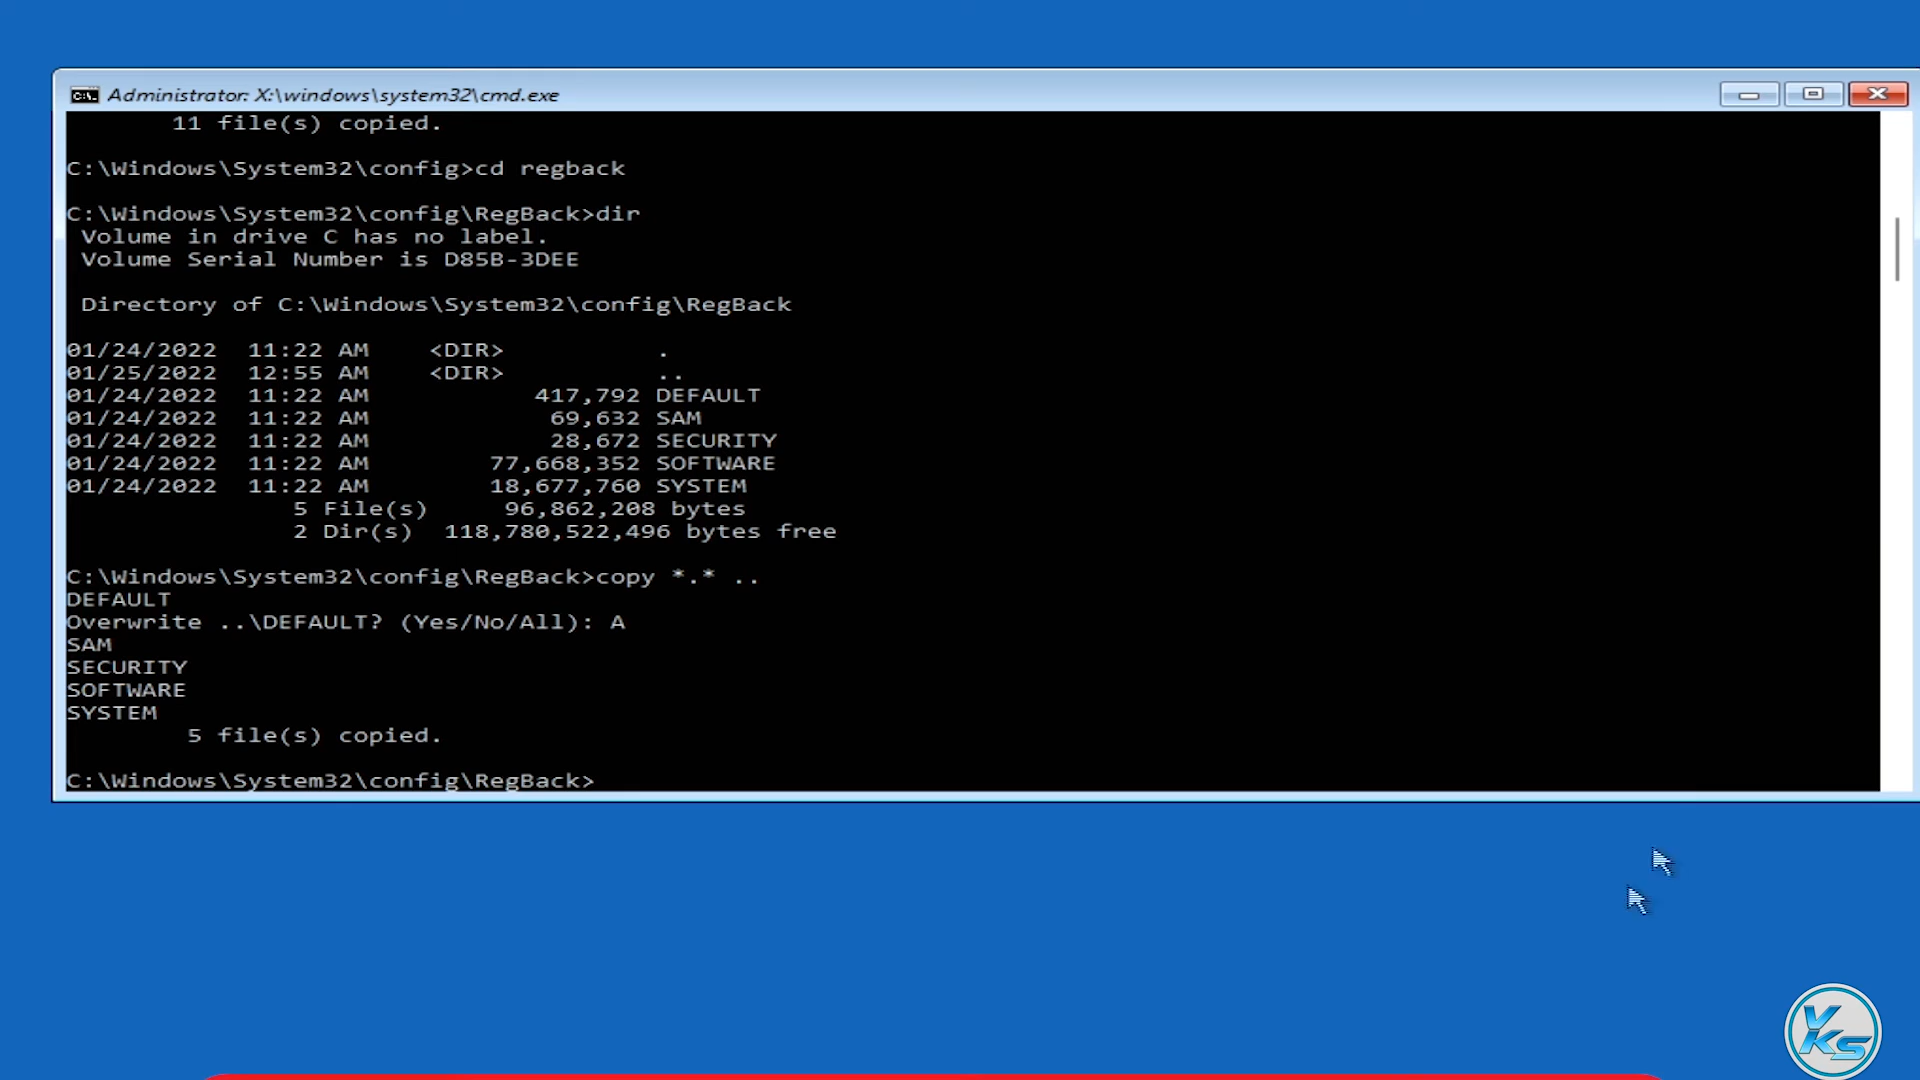 Administrator: X:\windows\system32\cmd.exe
11 file(s) copied.
C:\Windows\System32\config>cd regback
C:\Windows\System32\config\RegBack>dir
Volume in drive C has no label.
Volume Serial Number is D85B-3DEE
Directory of C:\Windows\System32\config\RegBack
01/24/2022  11:22 AM    <DIR>          .
01/25/2022  12:55 AM    <DIR>          ..
01/24/2022  11:22 AM           417,792 DEFAULT
01/24/2022  11:22 AM            69,632 SAM
01/24/2022  11:22 AM            28,672 SECURITY
01/24/2022  11:22 AM        77,668,352 SOFTWARE
01/24/2022  11:22 AM        18,677,760 SYSTEM
5 File(s)     96,862,208 bytes
2 Dir(s)  118,780,522,496 bytes free
C:\Windows\System32\config\RegBack>copy *.* ..
DEFAULT
Overwrite ..\DEFAULT? (Yes/No/All): A
SAM
SECURITY
SOFTWARE
SYSTEM
5 file(s) copied.
C:\Windows\System32\config\RegBack>
VKS